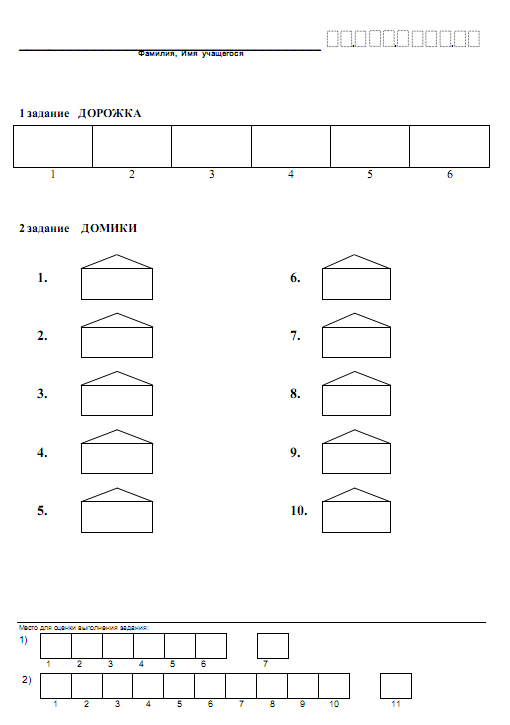 Фамилия, Имя учащегося
1 задание ДОРОЖКА
1 2 3 4 5 6
2 задание ДОМИКИ
1. 6.
2. 7.
3. 8.
4. 9.
5. 10.
Место для оценки выполнения задания:
1)
1 2 3 4 5 6 7
2)
1 2 3 4 5 6 7 8 9 10 11